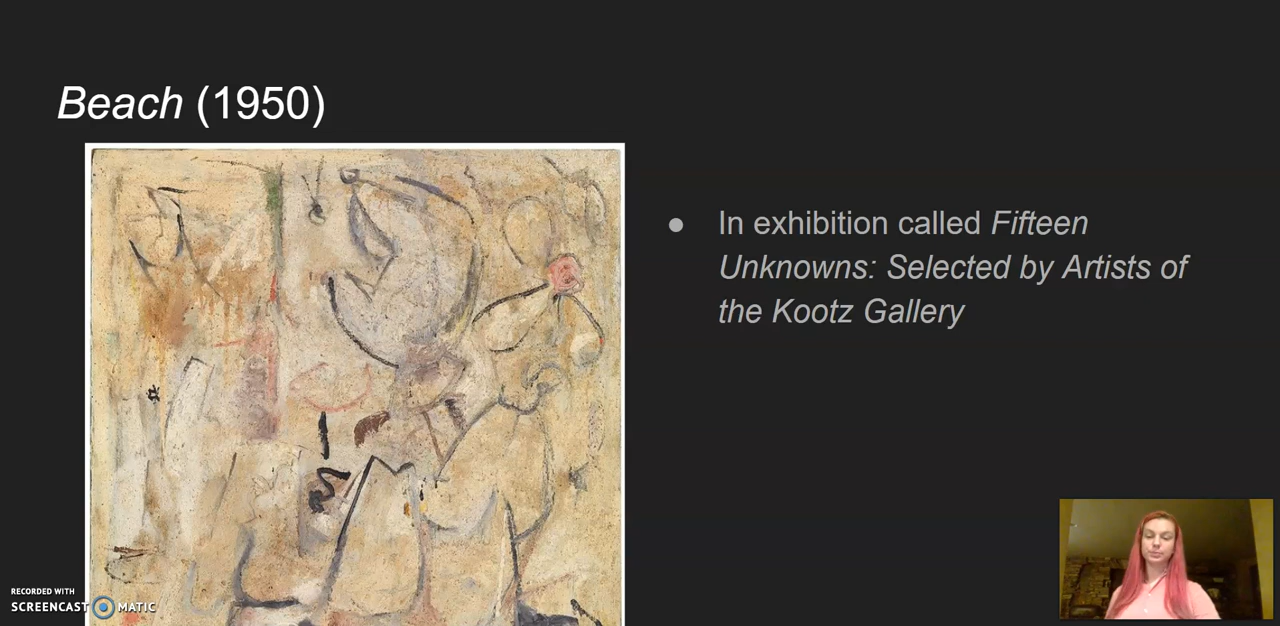 Beach (1950)
● In exhibition called Fifteen
Unknowns: Selected by Artists of
the Kootz Gallery
RECORDED WITH
SCREENCAST MATIC